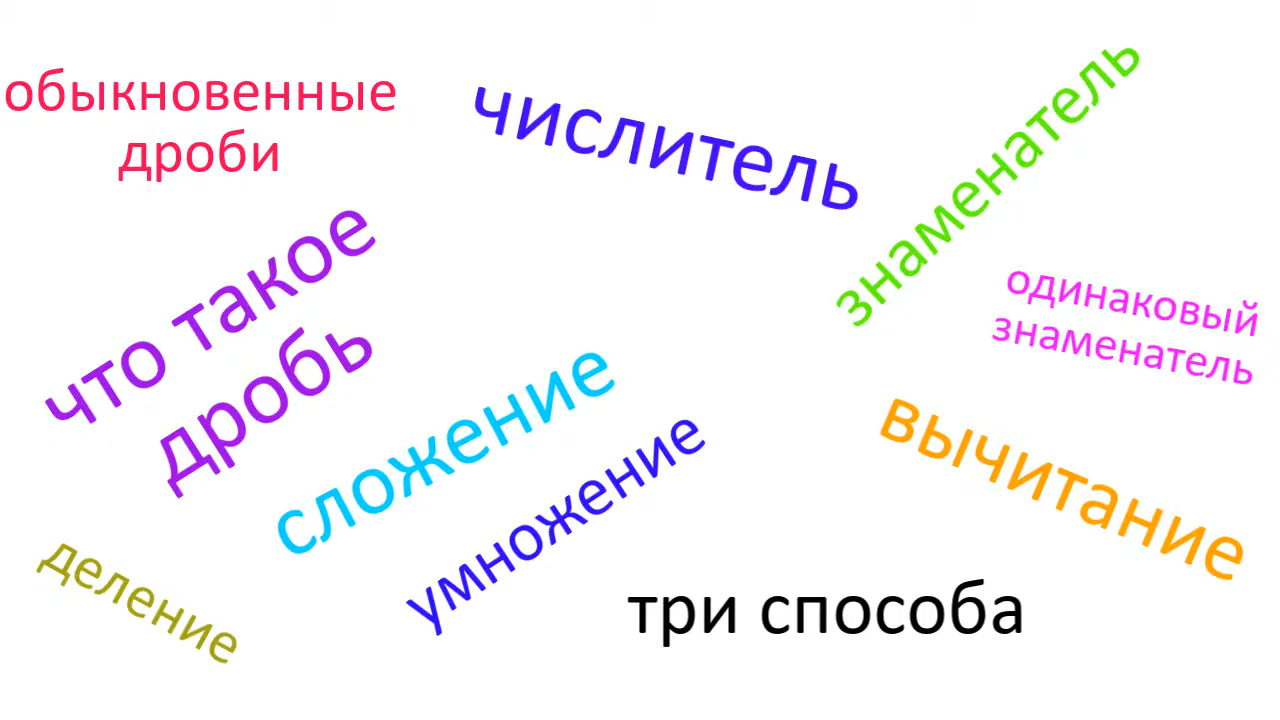 обыкновенные
дроби
числитель
знаменатель
что такое
дробь
одинаковый
знаменатель
сложение
вычитание
умножение
деление
три способа